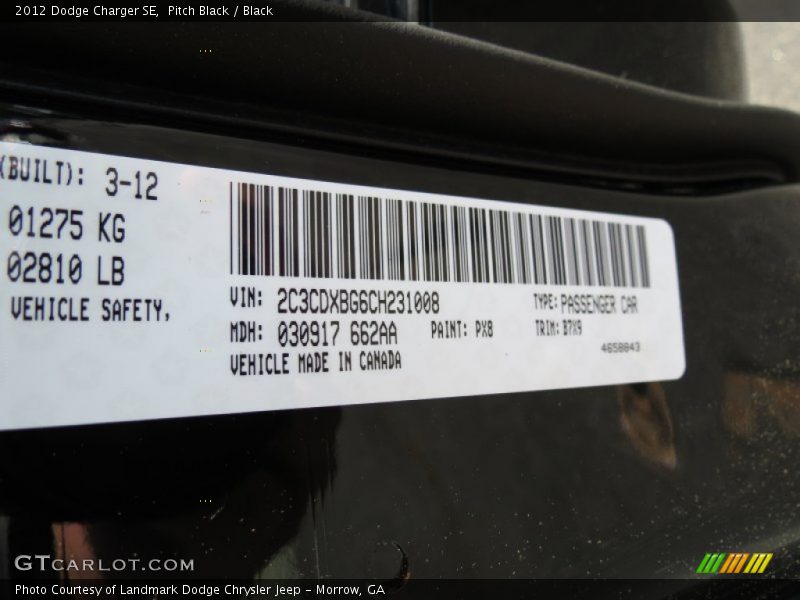 2012 Dodge Charger SE,  Pitch Black / Black
(BUILT): 3-12
01275 KG
02810 LB
VEHICLE SAFETY,
VIN: 2C3CDXBG6CH231008
TYPE: PASSENGER CAR
MDH: 030917 662AA
PAINT: PX8
TRIM: B7X9
VEHICLE MADE IN CANADA
4658043
GTCARLOT.COM
Photo Courtesy of Landmark Dodge Chrysler Jeep - Morrow, GA